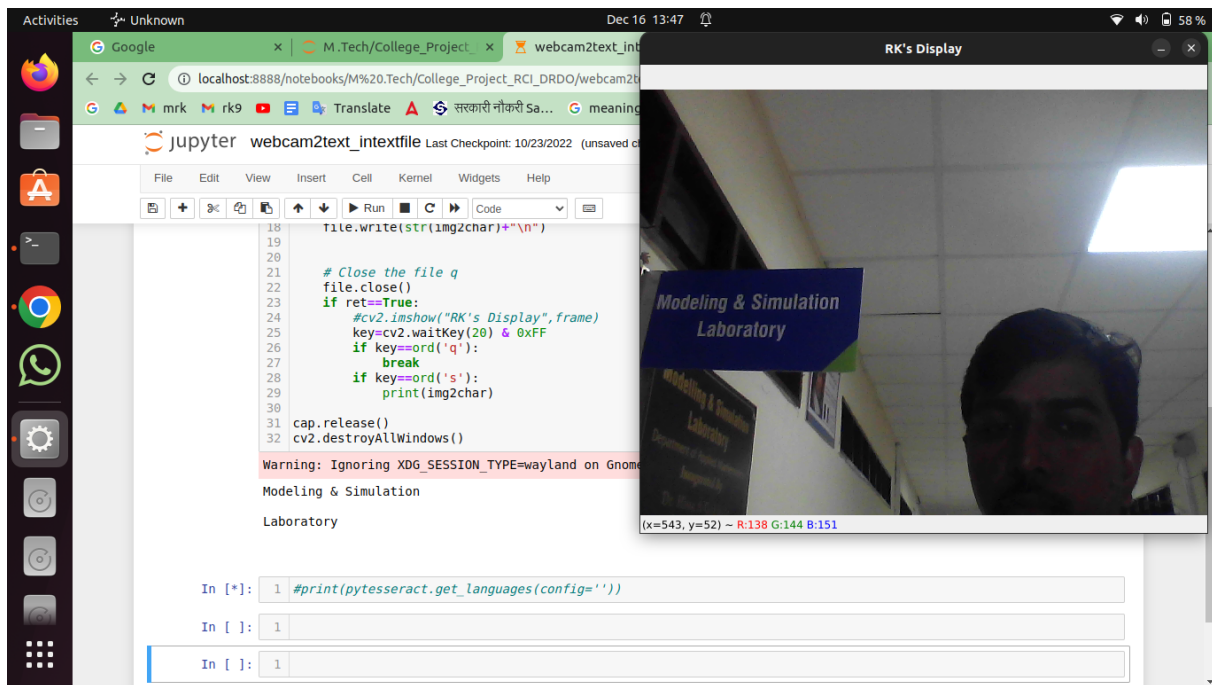 Activities
Unknown
Dec 16 13:47
58 %
Google
M.Tech/College_Project_
webcam2text_int
RK's Display
localhost:8888/notebooks/M%20.Tech/College_Project_RCI_DRDO/webcam2t
mrk
rk9
Translate
सरकारी नौकरी Sa...
meaning
jupyter webcam2text_intextfile Last Checkpoint: 10/23/2022 (unsaved c
File Edit View Insert Cell Kernel Widgets Help
Run
Code
18 file.write(str(img2char)+"\n")
19
20
21 # Close the file q
22 file.close()
23 if ret==True:
24 #cv2.imshow("RK's Display",frame)
25 key=cv2.waitKey(20) & 0xFF
26 if key==ord('q'):
27 break
28 if key==ord('s'):
29 print(img2char)
30
31 cap.release()
32 cv2.destroyAllWindows()
Warning: Ignoring XDG_SESSION_TYPE=wayland on Gnome
Modeling & Simulation
Laboratory
In [*]: 1 #print(pytesseract.get_languages(config=''))
In [ ]: 1
In [ ]: 1
Modeling & Simulation
Laboratory
Modelling & Simulation
Laboratory
Department of
(x=543, y=52) ~ R:138 G:144 B:151